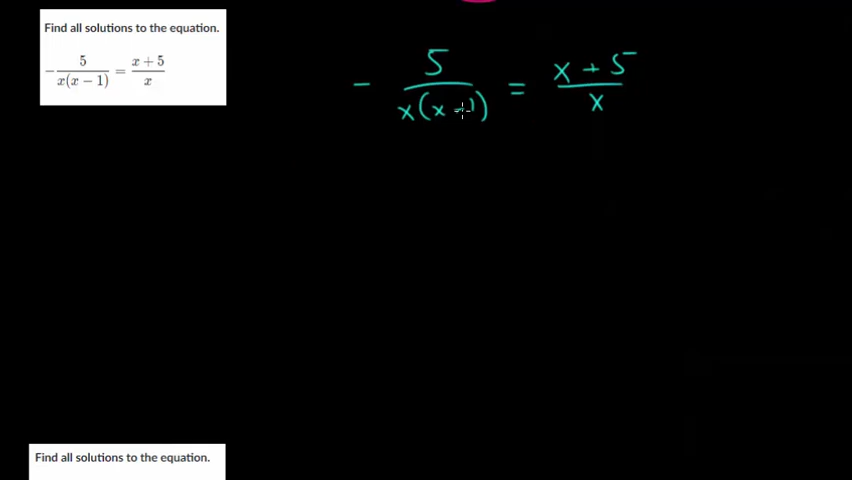 Find all solutions to the equation.
- 5/(x(x - 1)) = (x + 5)/x
- 5/(x(x - 1)) = (x + 5)/x
Find all solutions to the equation.